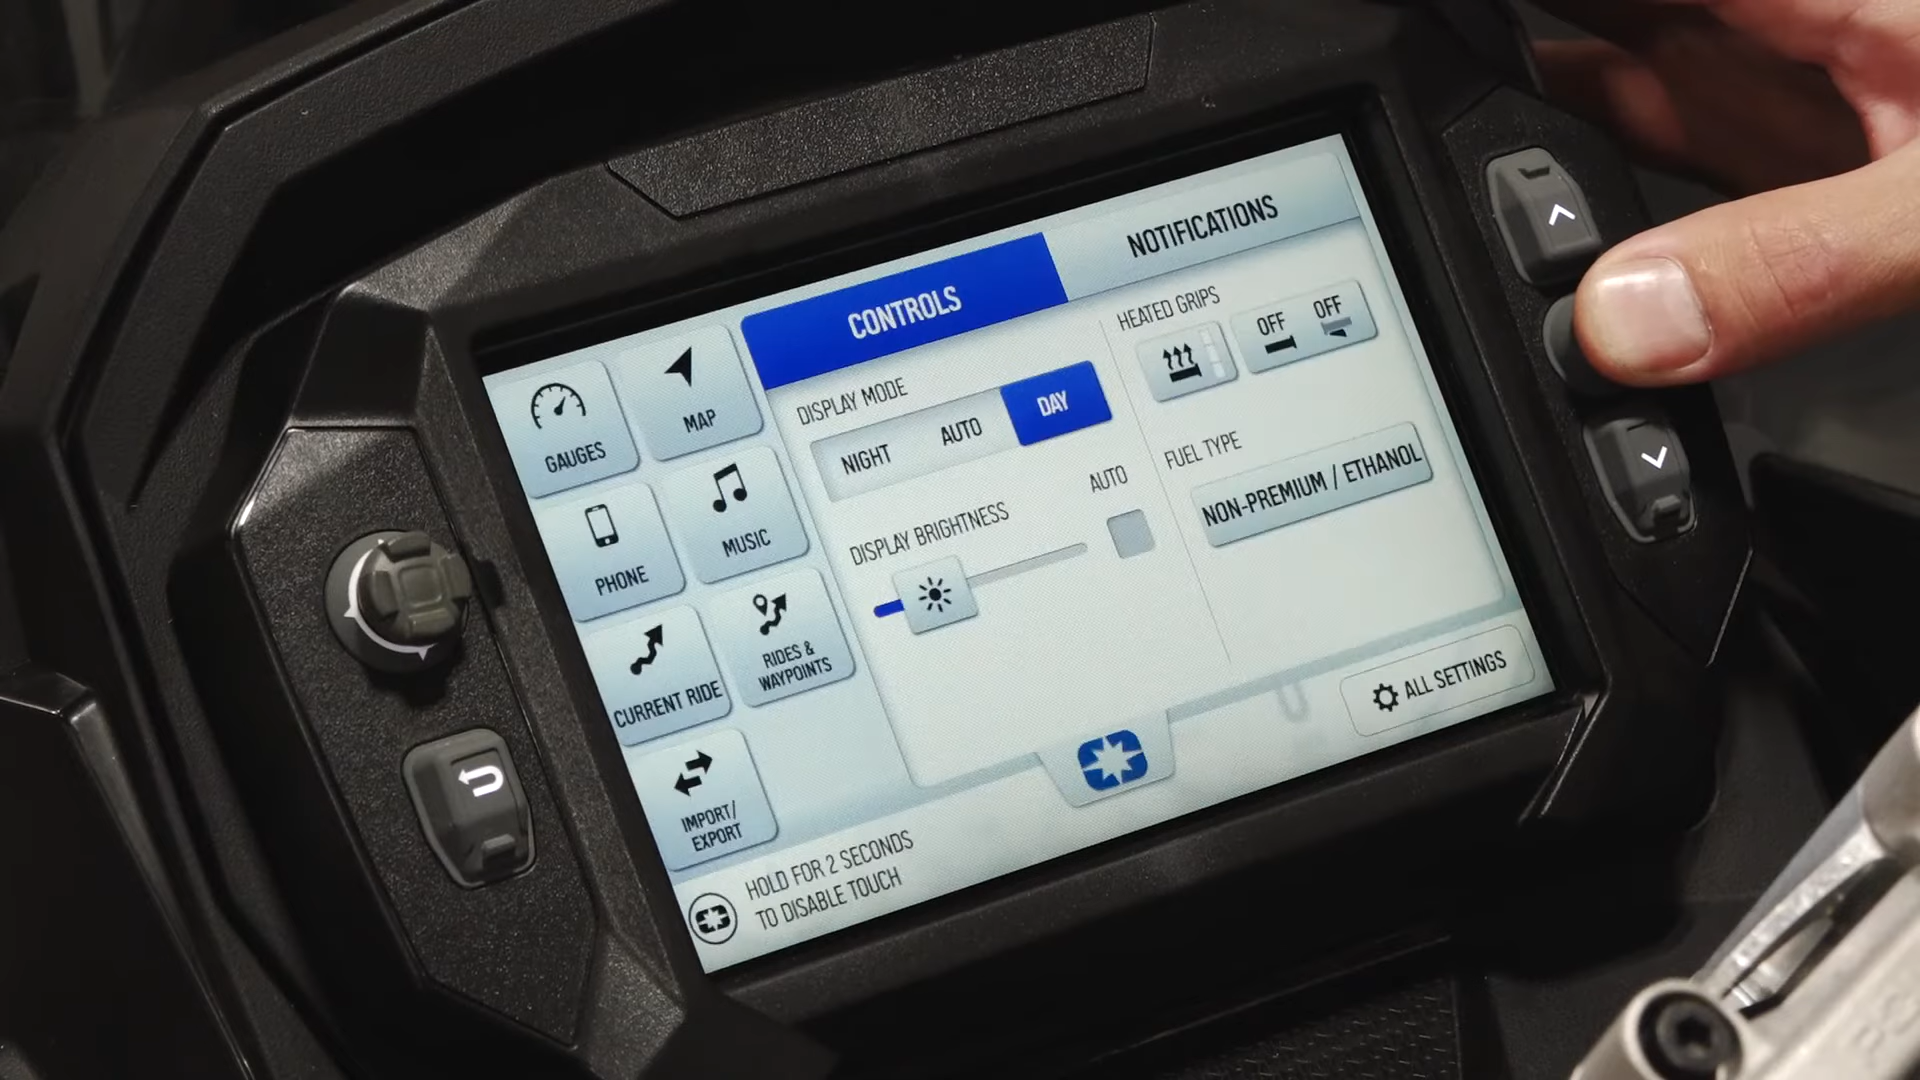 CONTROLS
NOTIFICATIONS
GAUGES
MAP
PHONE
MUSIC
CURRENT RIDE
RIDES &
WAYPOINTS
IMPORT/
EXPORT
DISPLAY MODE
NIGHT
AUTO
DAY
DISPLAY BRIGHTNESS
AUTO
HEATED GRIPS
OFF
OFF
FUEL TYPE
NON-PREMIUM / ETHANOL
ALL SETTINGS
HOLD FOR 2 SECONDS
TO DISABLE TOUCH